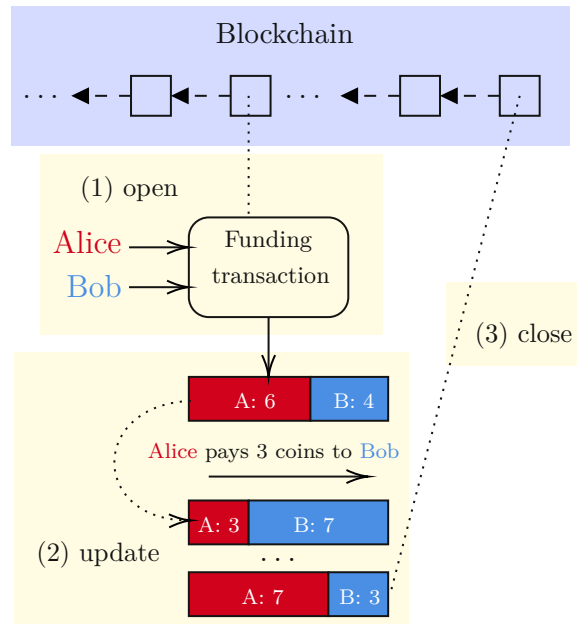 Blockchain
... ...
(1) open
Alice
Bob
Funding
transaction
(3) close
A: 6 B: 4
Alice pays 3 coins to Bob
A: 3 B: 7
(2) update
...
A: 7 B: 3